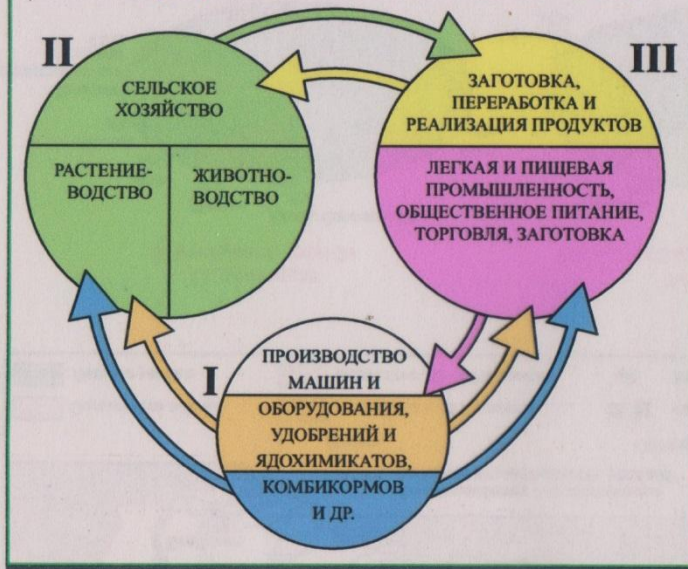 II
СЕЛЬСКОЕ
ХОЗЯЙСТВО
РАСТЕНИЕ-
ВОДСТВО
ЖИВОТНО-
ВОДСТВО
III
ЗАГОТОВКА,
ПЕРЕРАБОТКА И
РЕАЛИЗАЦИЯ ПРОДУКТОВ
ЛЕГКАЯ И ПИЩЕВАЯ
ПРОМЫШЛЕННОСТЬ,
ОБЩЕСТВЕННОЕ ПИТАНИЕ,
ТОРГОВЛЯ, ЗАГОТОВКА
I
ПРОИЗВОДСТВО
МАШИН И
ОБОРУДОВАНИЯ,
УДОБРЕНИЙ И
ЯДОХИМИКАТОВ,
КОМБИКОРМОВ
И ДР.